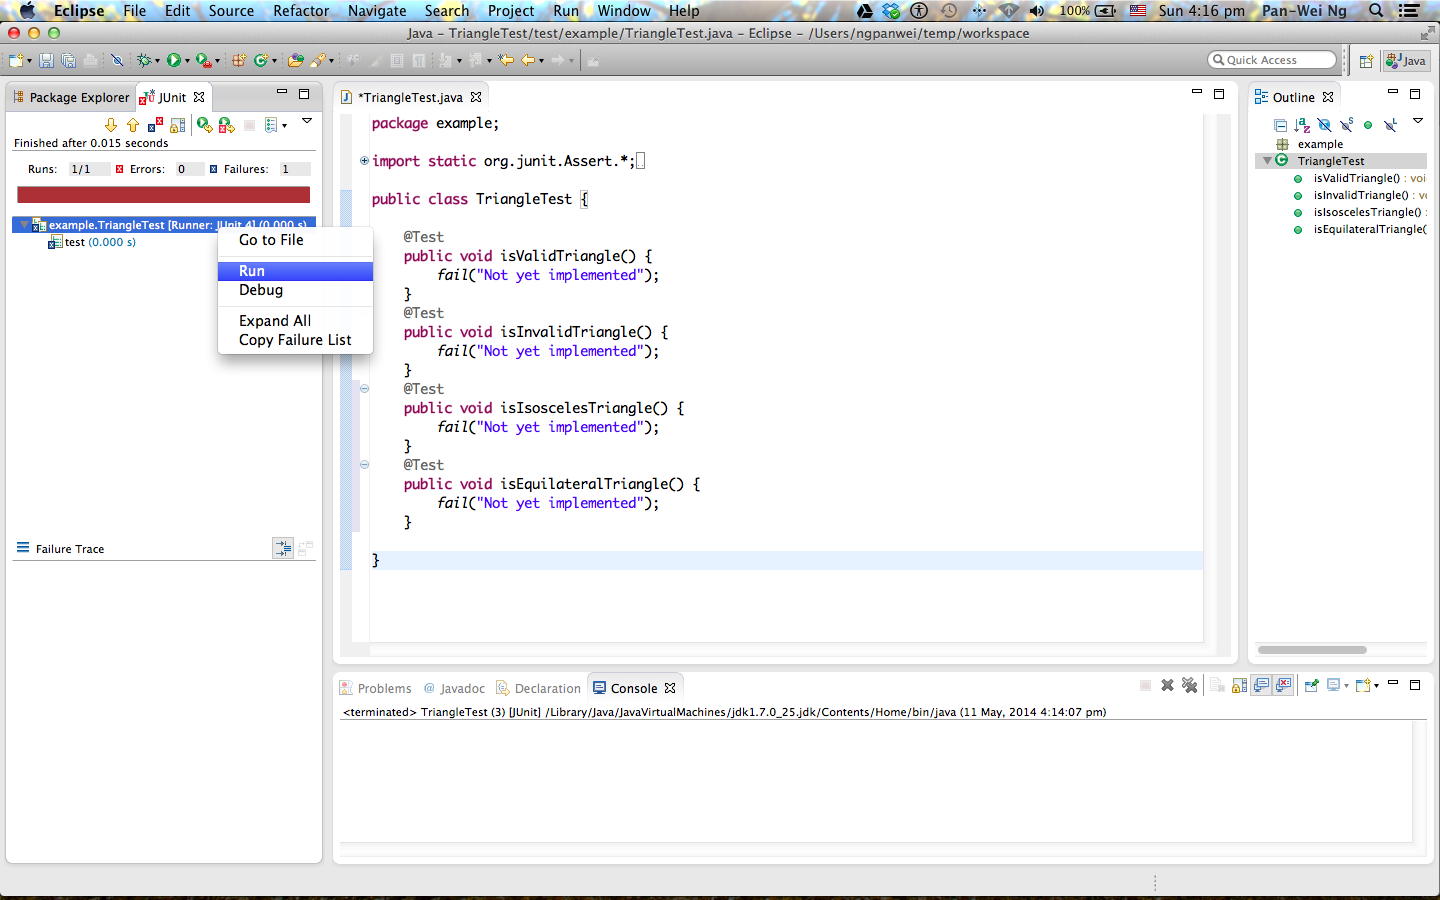 Eclipse File Edit Source Refactor Navigate Search Project Run Window Help 100% Sun 4:16 pm Pan-Wei Ng
Java – TriangleTest/test/example/TriangleTest.java – Eclipse – /Users/ngpanwei/temp/workspace
Quick Access
Java
Package Explorer
JUnit
Finished after 0.015 seconds
Runs: 1/1 Errors: 0 Failures: 1
example.TriangleTest [Runner: JUnit 4] (0.000 s)
test (0.000 s)
Go to File
Run
Debug
Expand All
Copy Failure List
Failure Trace
*TriangleTest.java
package example;
import static org.junit.Assert.*;
public class TriangleTest {
@Test
public void isValidTriangle() {
fail("Not yet implemented");
}
@Test
public void isInvalidTriangle() {
fail("Not yet implemented");
}
@Test
public void isIsoscelesTriangle() {
fail("Not yet implemented");
}
@Test
public void isEquilateralTriangle() {
fail("Not yet implemented");
}
}
Outline
example
TriangleTest
isValidTriangle() : voi
isInvalidTriangle() : v
isIsoscelesTriangle() :
isEquilateralTriangle(
Problems @ Javadoc Declaration Console
<terminated> TriangleTest (3) [JUnit] /Library/Java/JavaVirtualMachines/jdk1.7.0_25.jdk/Contents/Home/bin/java (11 May, 2014 4:14:07 pm)